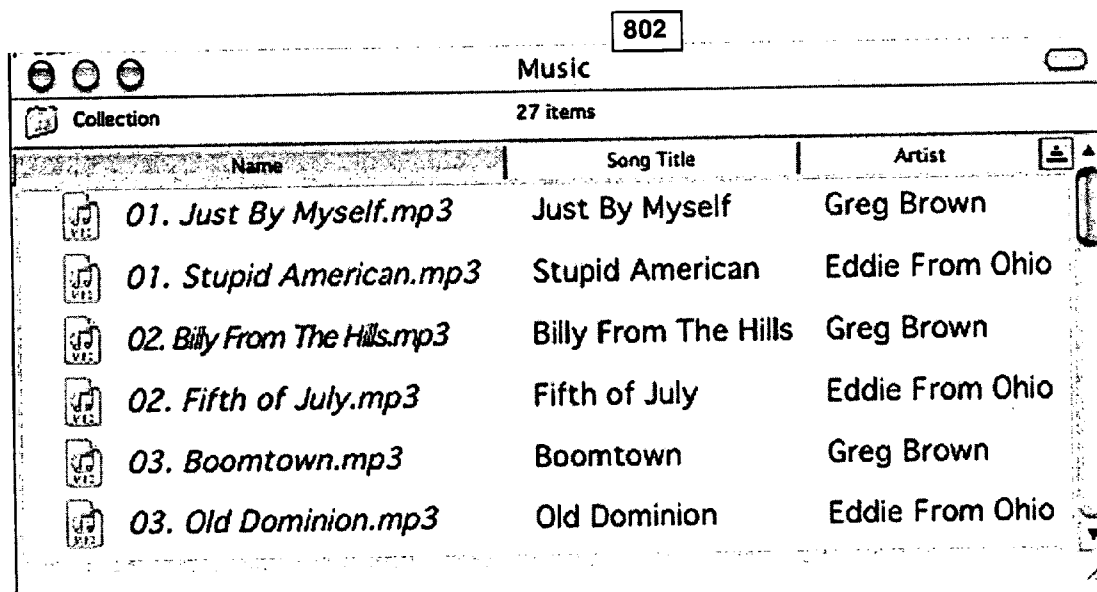 802
Music
Collection 27 items
Name Song Title Artist
01. Just By Myself.mp3 Just By Myself Greg Brown
01. Stupid American.mp3 Stupid American Eddie From Ohio
02. Billy From The Hills.mp3 Billy From The Hills Greg Brown
02. Fifth of July.mp3 Fifth of July Eddie From Ohio
03. Boomtown.mp3 Boomtown Greg Brown
03. Old Dominion.mp3 Old Dominion Eddie From Ohio